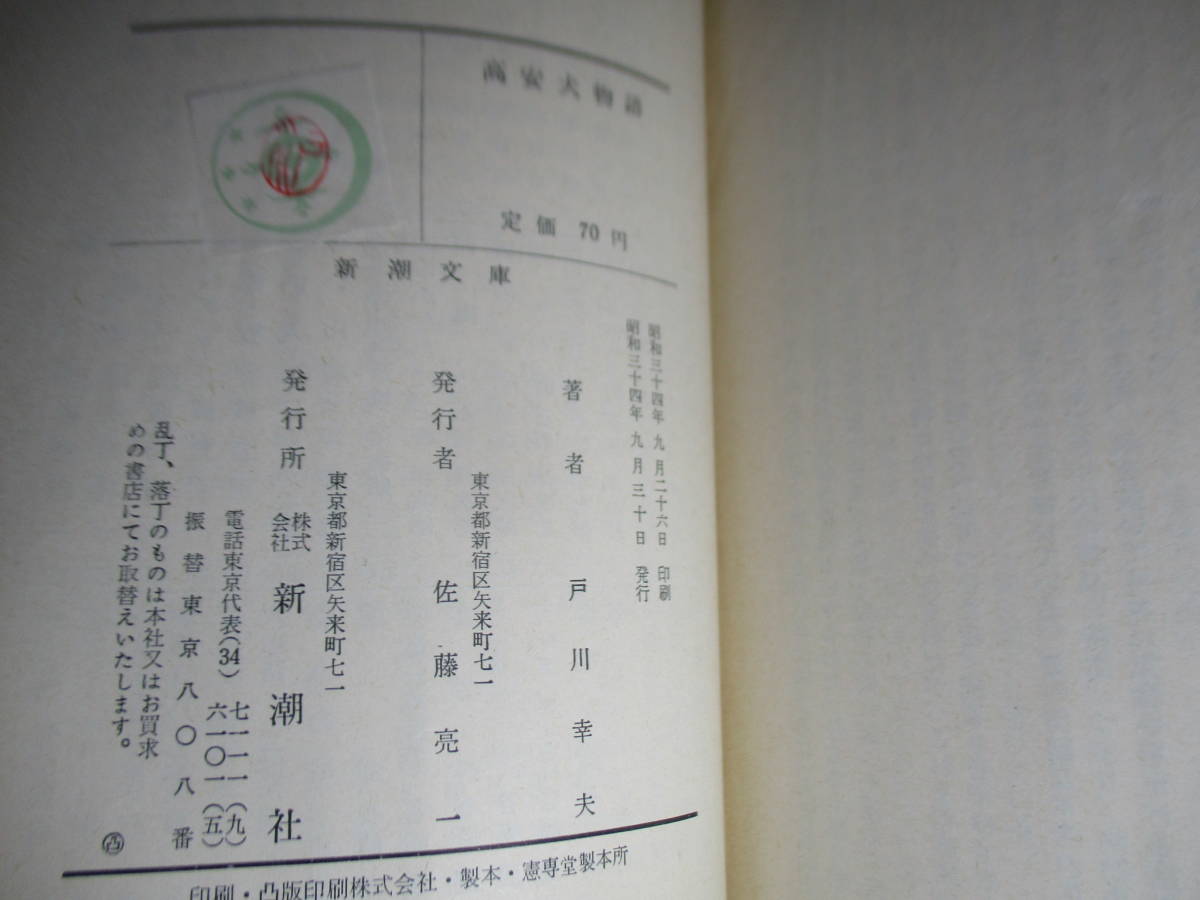 高安犬物語
定価 70円
新潮文庫
昭和三十四年九月二十六日 印刷
昭和三十四年九月三十日 発行
著者 戸川幸夫
東京都新宿区矢来町七一
発行者 佐藤亮一
東京都新宿区矢来町七一
発行所 株式会社 新潮社
電話東京代表(34) 七一一一(九)
六一〇一(五)
振替東京八〇八番
乱丁、落丁のものは本社又はお買求
めの書店にてお取替えいたします。
凸
印刷・凸版印刷株式会社・製本・憲専堂製本所